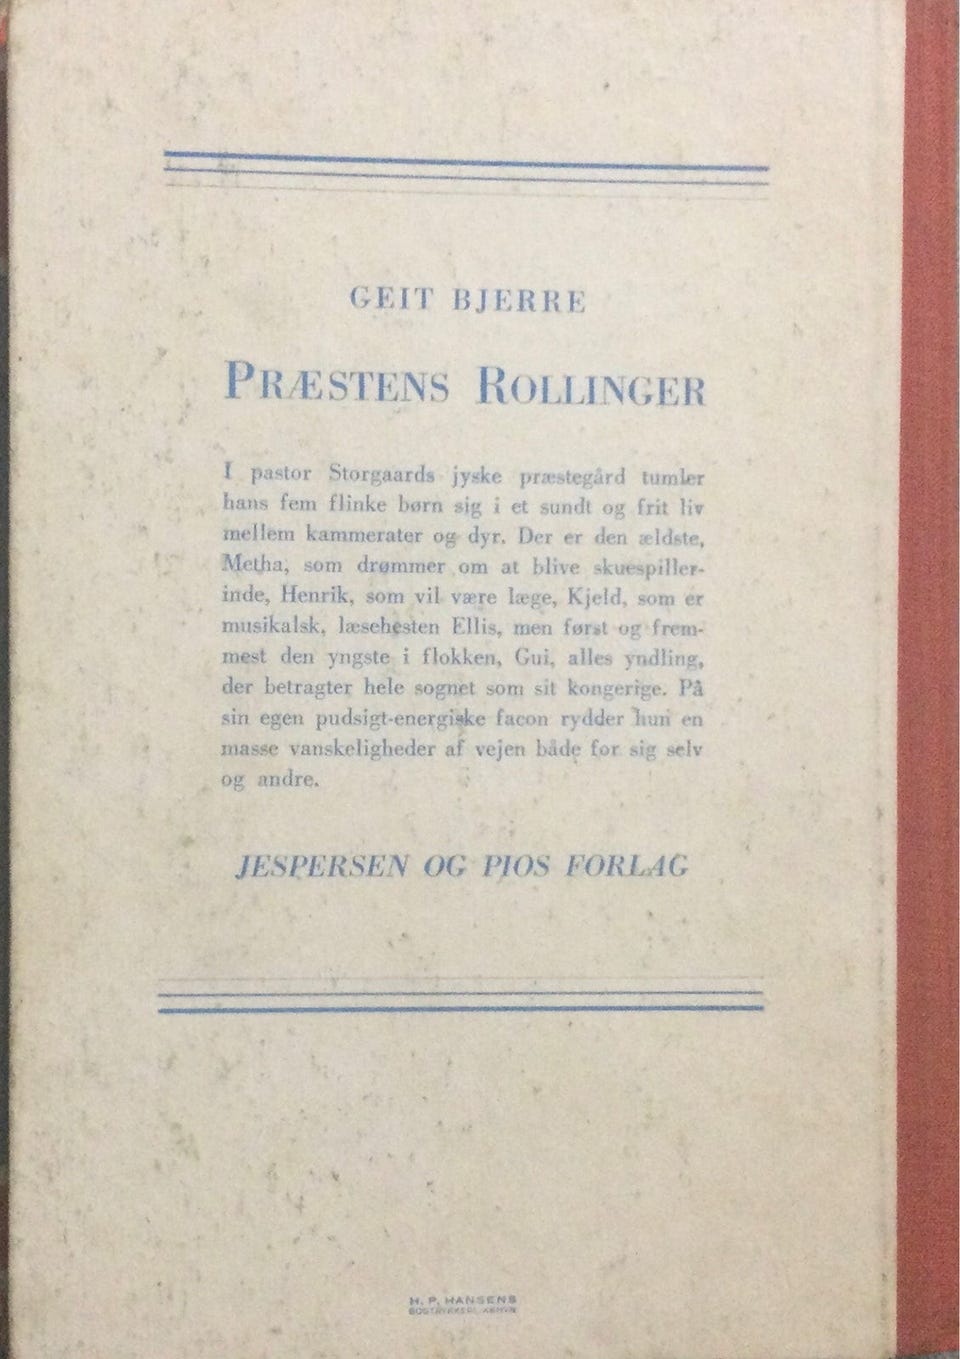 GEIT BJERRE
PRÆSTENS ROLLINGER
I pastor Storgaards jyske præstegård tumler
hans fem flinke børn sig i et sundt og frit liv
mellem kammerater og dyr. Der er den ældste,
Metha, som drømmer om at blive skuespiller-
inde, Henrik, som vil være læge, Kjeld, som er
musikalsk, læsehesten Ellis, men først og frem-
mest den yngste i flokken, Gui, alles yndling,
der betragter hele sognet som sit kongerige. På
sin egen pudsigt-energiske facon rydder hun en
masse vanskeligheder af vejen både for sig selv
og andre.
JESPERSEN OG PIOS FORLAG
H. P. HANSENS
BOGTRYKKERI, KBHVN